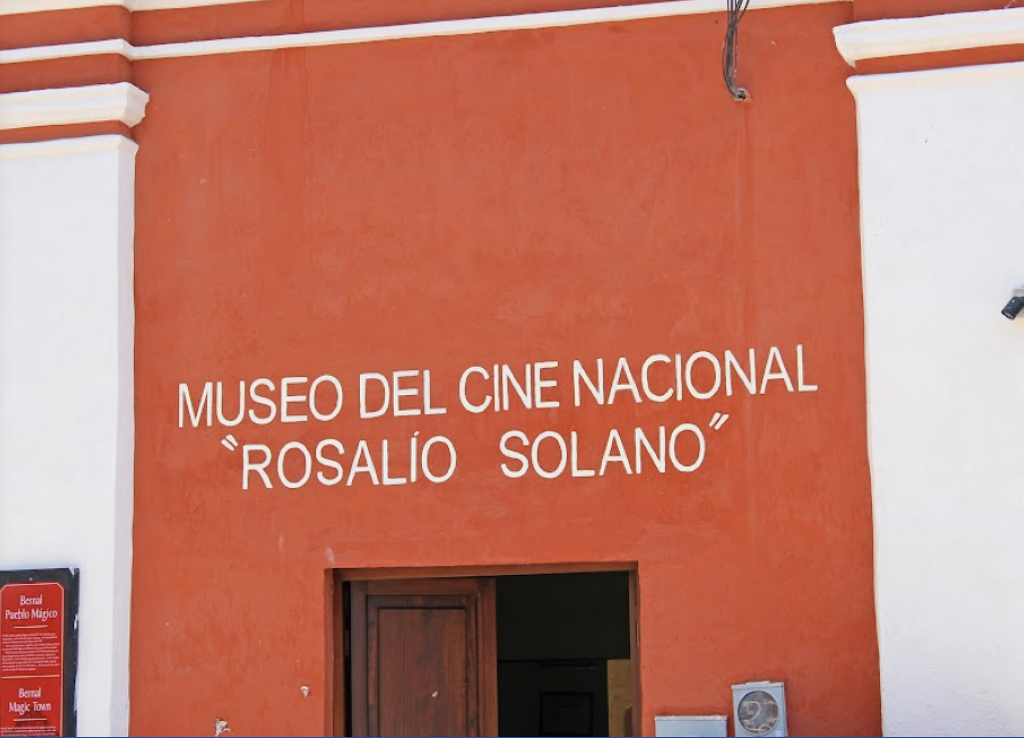 MUSEO DEL CINE NACIONAL
"ROSALÍO SOLANO"
Bernal
Pueblo Mágico
Bernal
Magic Town